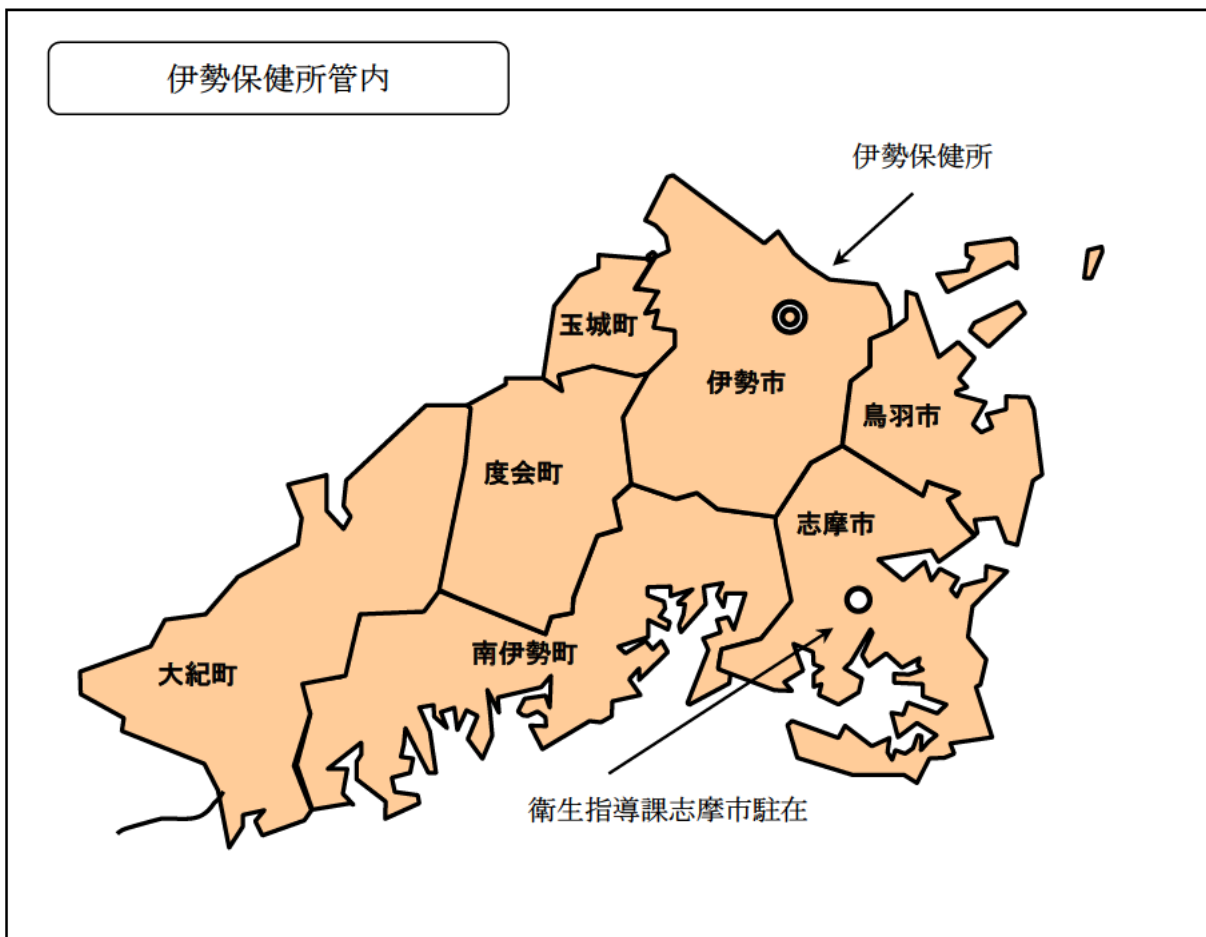 伊勢保健所管内
伊勢保健所
玉城町
伊勢市
鳥羽市
度会町
志摩市
南伊勢町
大紀町
衛生指導課志摩市駐在